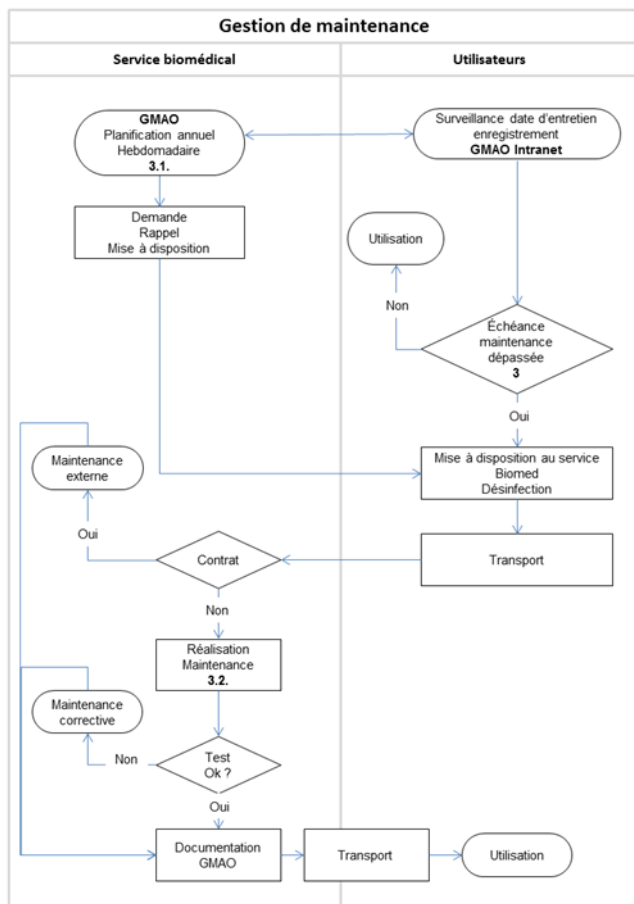 Gestion de maintenance
Service biomédical
Utilisateurs
GMAO
Planification annuel
Hebdomadaire
3.1.
Surveillance date d'entretien
enregistrement
GMAO Intranet
Demande
Rappel
Mise à disposition
Utilisation
Non
Échéance
maintenance
dépassée
3
Oui
Maintenance
externe
Mise à disposition au service
Biomed
Désinfection
Oui
Contrat
Transport
Non
Réalisation
Maintenance
3.2.
Maintenance
corrective
Non
Test
Ok ?
Oui
Documentation
GMAO
Transport
Utilisation